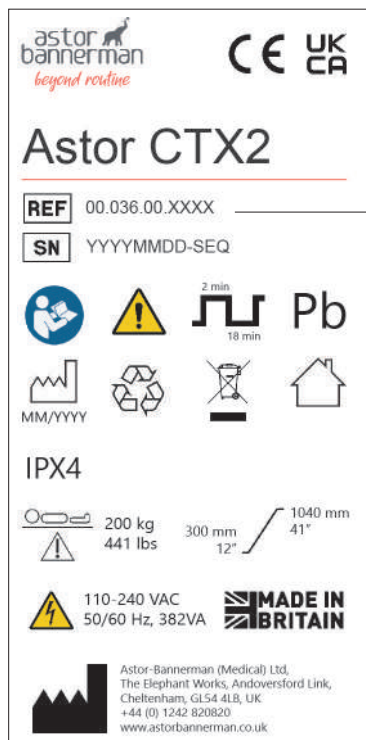 astor
bannerman
beyond routine
CE UK
CA
Astor CTX2
REF 00.036.00.XXXX
SN YYYYMMDD-SEQ
2 min
18 min
Pb
MM/YYYY
IPX4
200 kg
441 lbs
300 mm
12"
1040 mm
41"
110-240 VAC
50/60 Hz, 382VA
MADE IN
BRITAIN
Astor-Bannerman (Medical) Ltd,
The Elephant Works, Andoversford Link,
Cheltenham, GL54 4LB, UK
+44 (0) 1242 820820
www.astorbannerman.co.uk